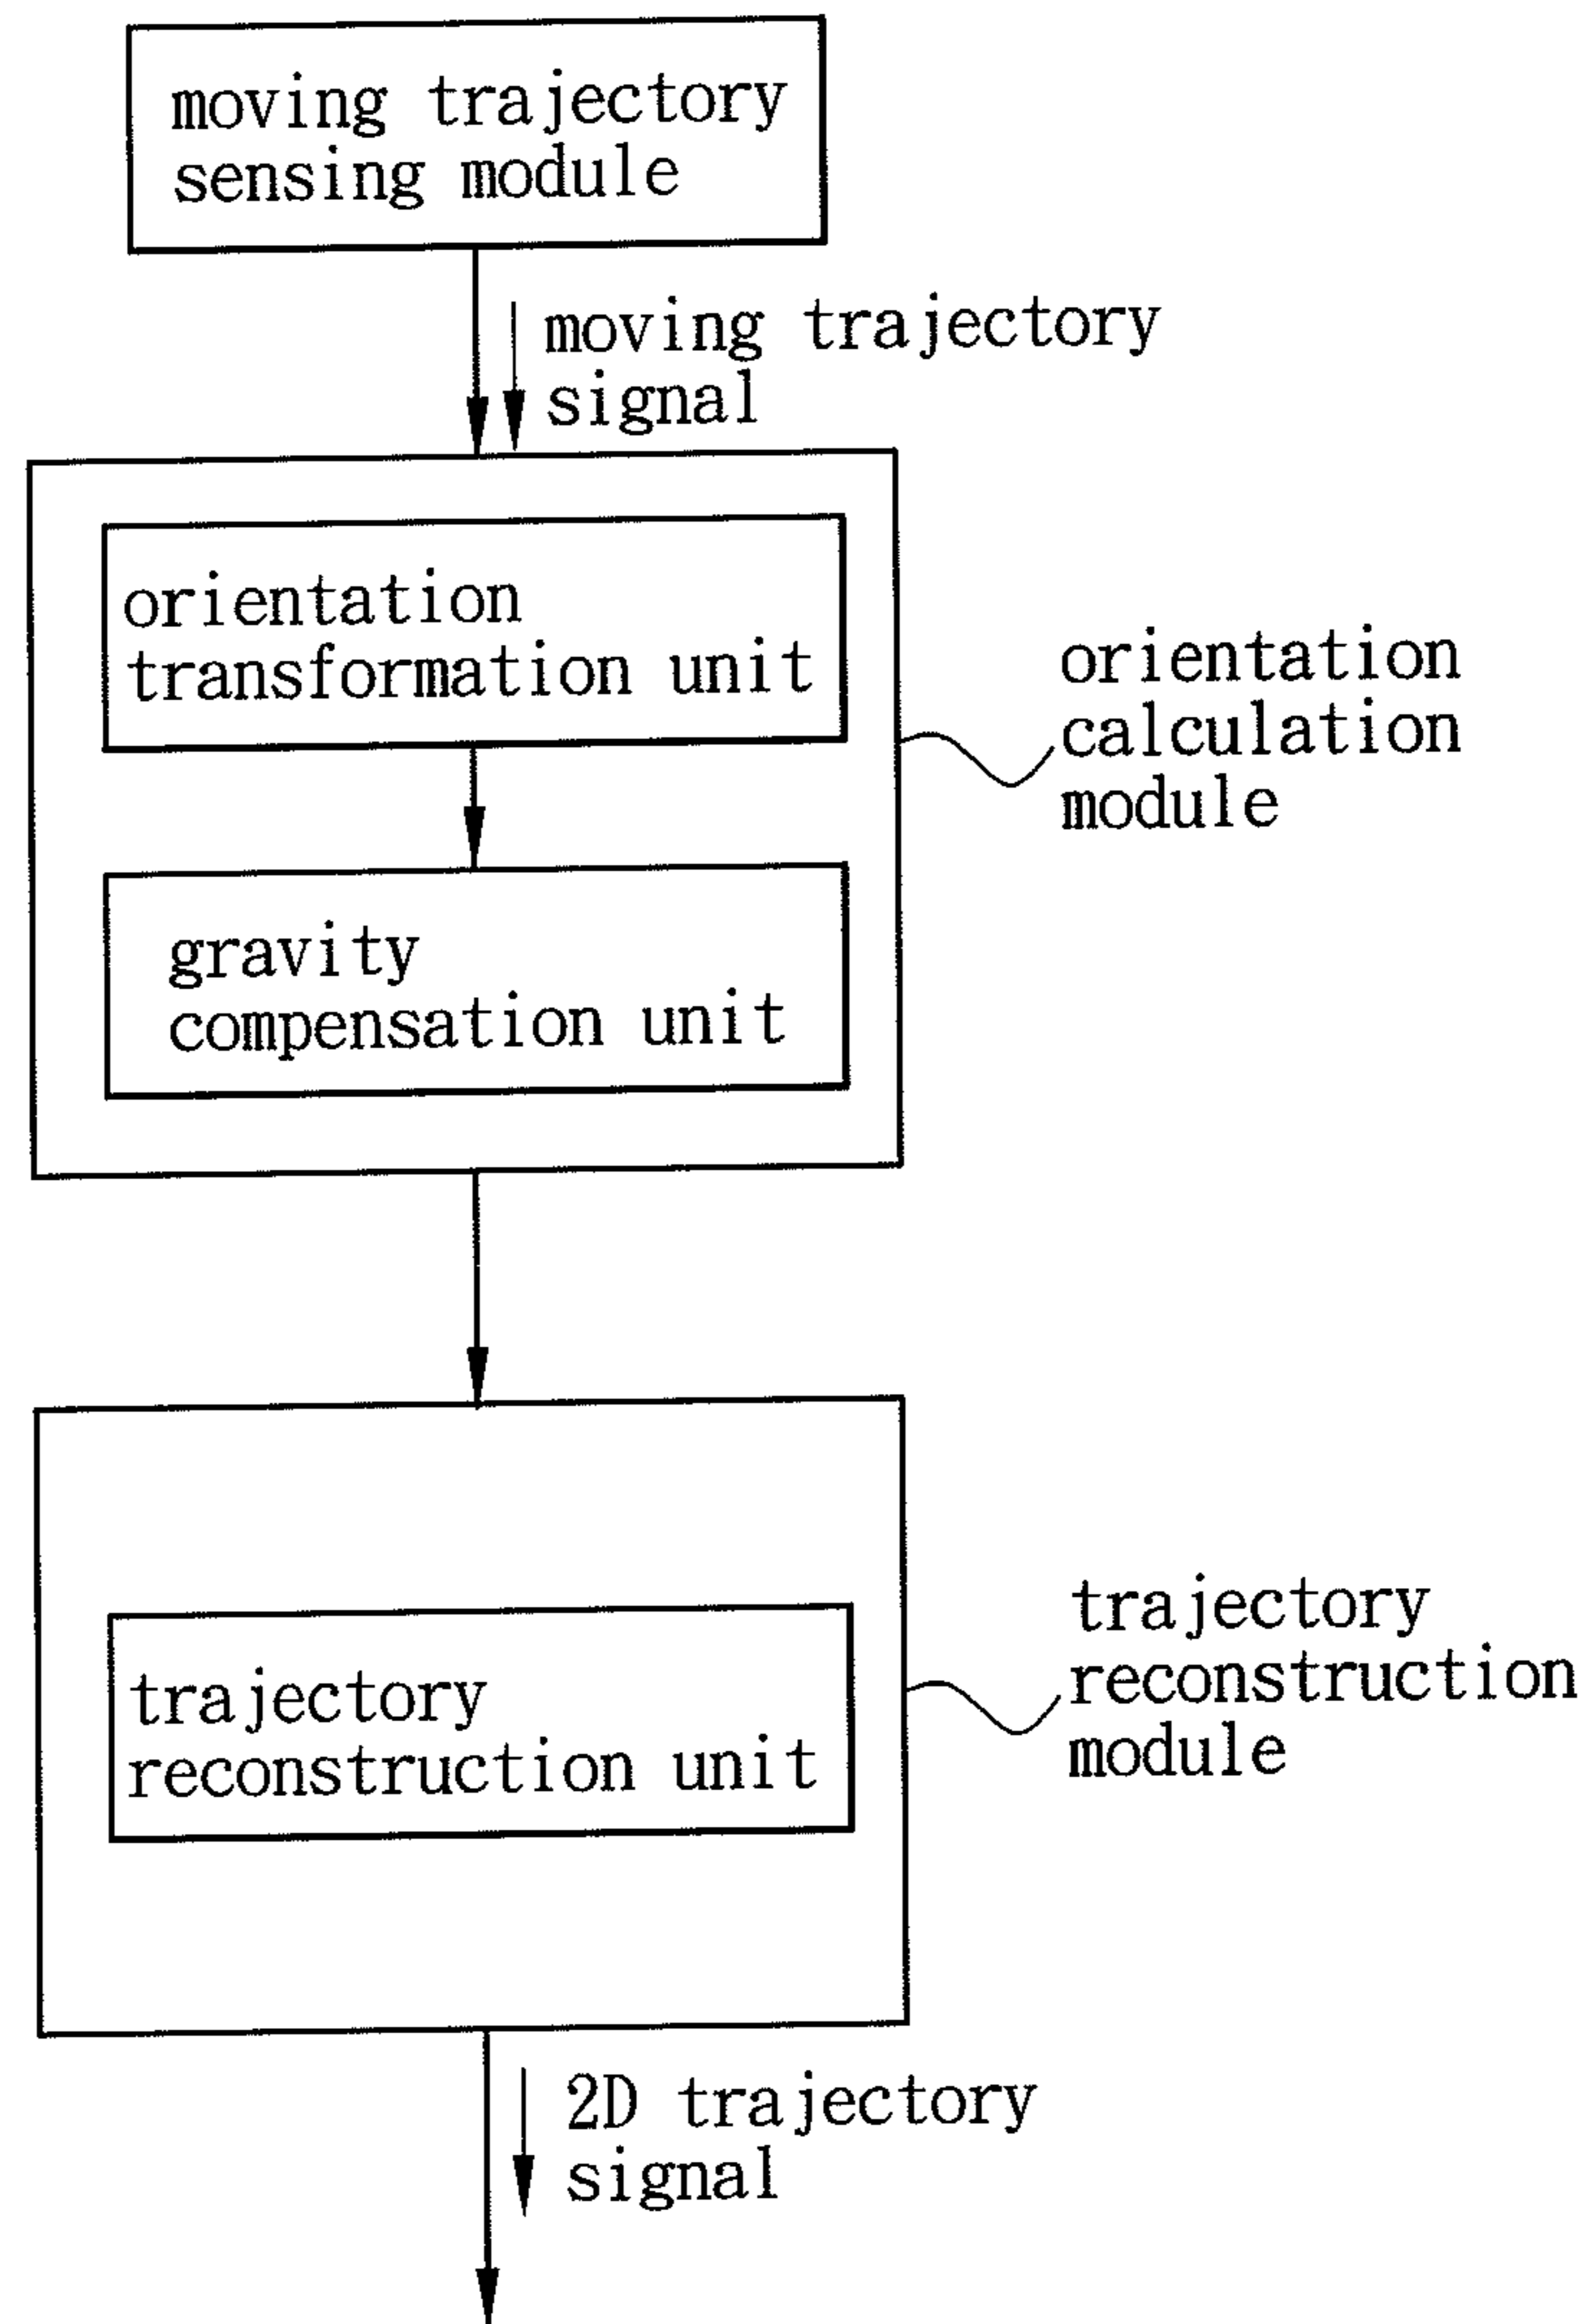 moving trajectory
sensing module
moving trajectory
signal
orientation
transformation unit
orientation
calculation
module
gravity
compensation unit
trajectory
reconstruction unit
trajectory
reconstruction
module
2D trajectory
signal